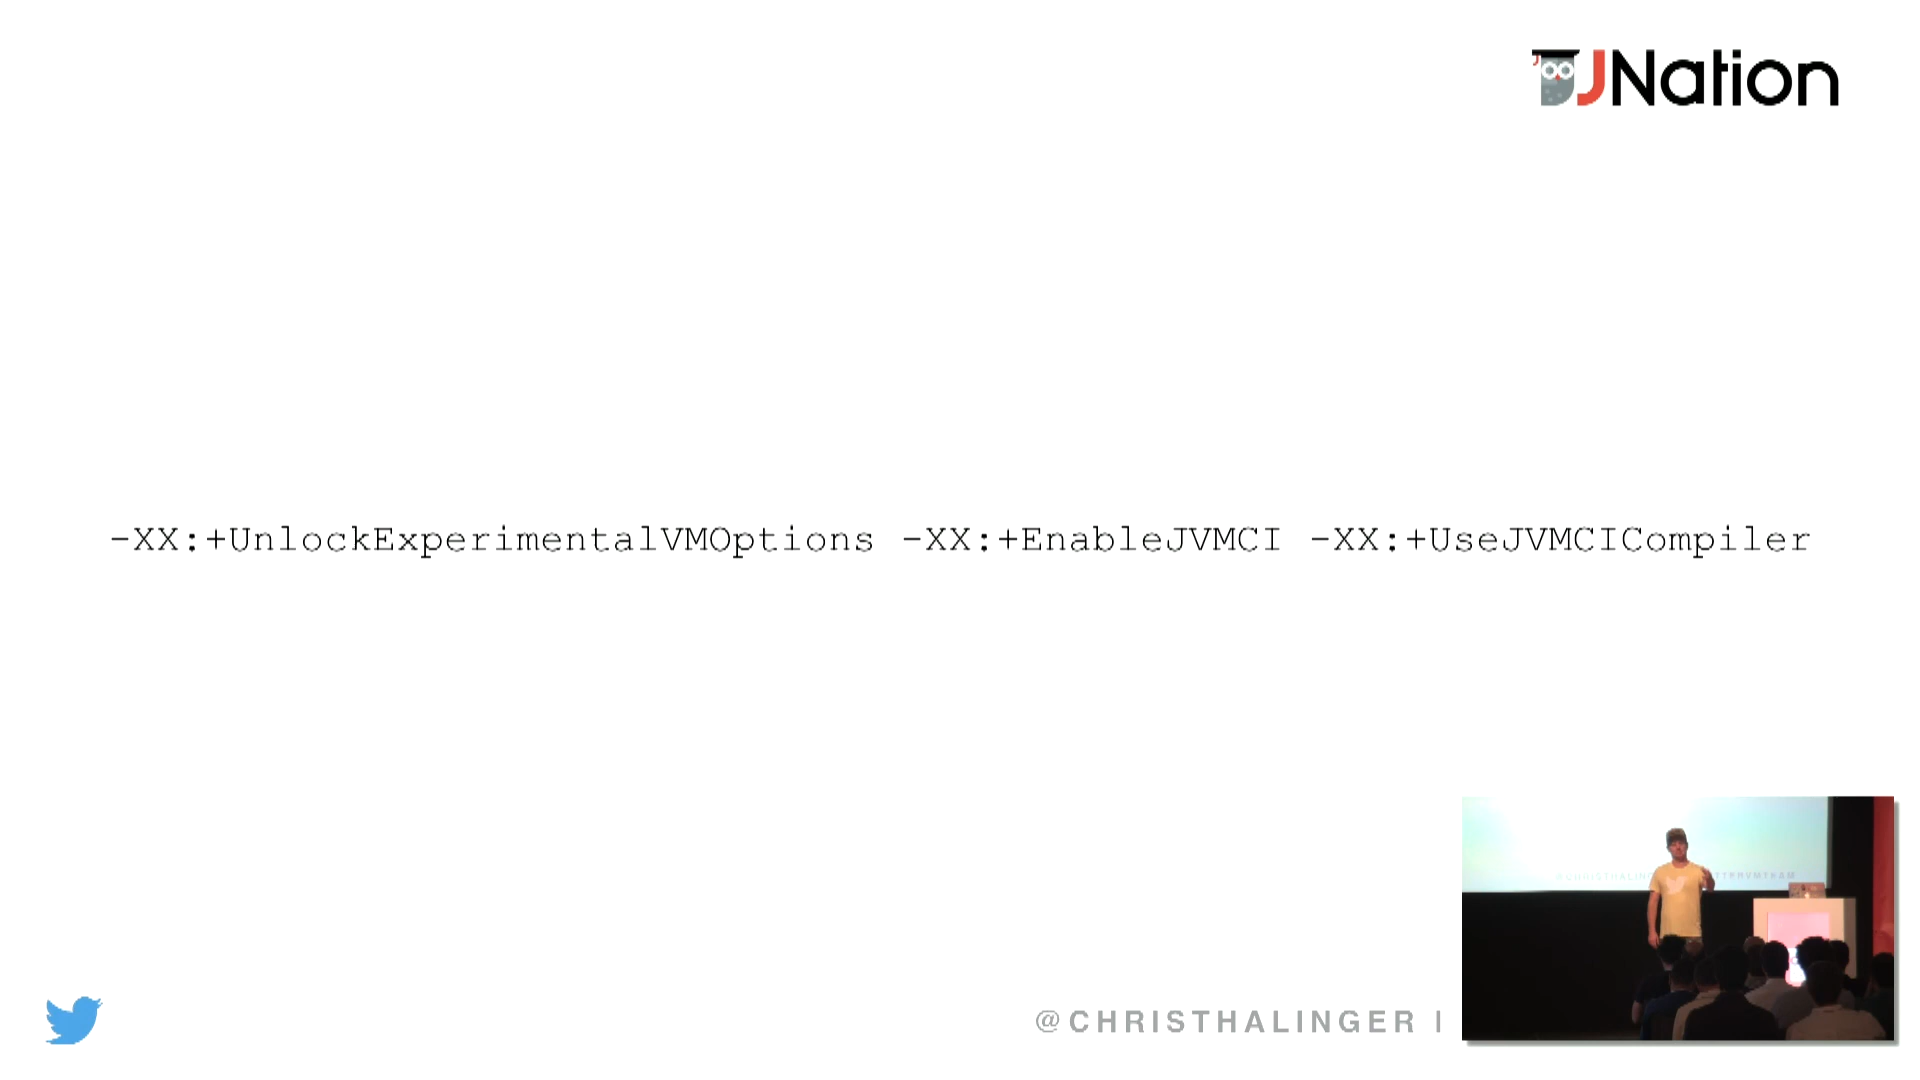 JNation
-XX:+UnlockExperimentalVMOptions -XX:+EnableJVMCI -XX:+UseJVMCICompiler
@CHRISTHALINGER |